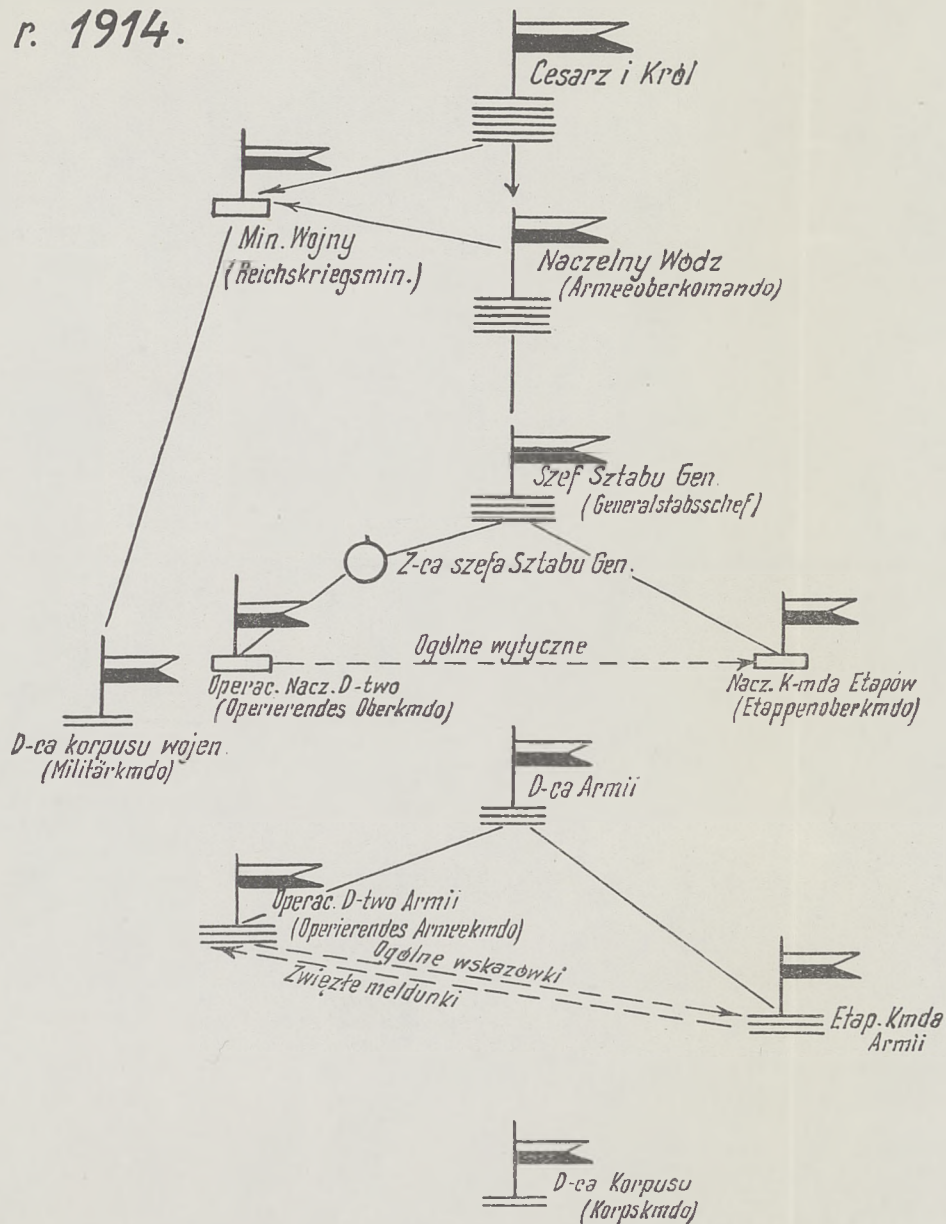 r. 1914.
Cesarz i Król
Min. Wojny
(Reichskriegsmin.)
Naczelny Wódz
(Armeeoberkomando)
Szef Sztabu Gen.
(Generalstabsschef)
Z-ca szefa Sztabu Gen.
Ogólne wytyczne
Operac. Nacz. D-two
(Operierendes Oberkmdo)
Nacz. K-mda Etapów
(Etappenoberkmdo)
D-ca korpusu wojen.
(Militärkmdo)
D-ca Armii
Operac. D-two Armii
(Operierendes Armeekmdo)
Ogólne wskazówki
Zwięzłe meldunki
Etap. Kmda
Armii
D-ca Korpusu
(Korpskmdo)